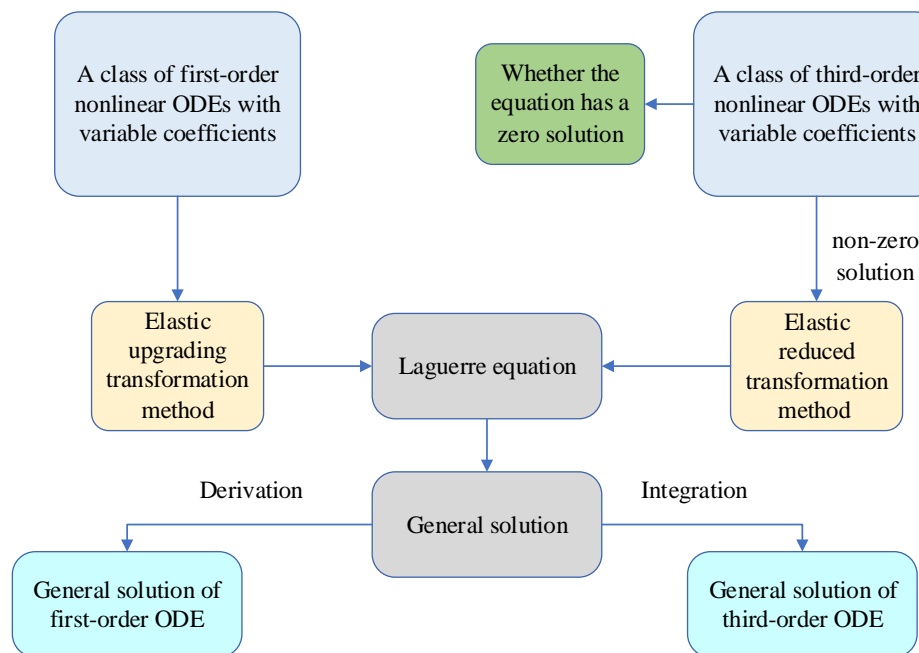 A class of first-order
nonlinear ODEs with
variable coefficients
Whether the
equation has a
zero solution
A class of third-order
nonlinear ODEs with
variable coefficients
non-zero
solution
Elastic
upgrading
transformation
method
Laguerre equation
Elastic
reduced
transformation
method
Derivation
General solution
Integration
General solution of
first-order ODE
General solution of
third-order ODE